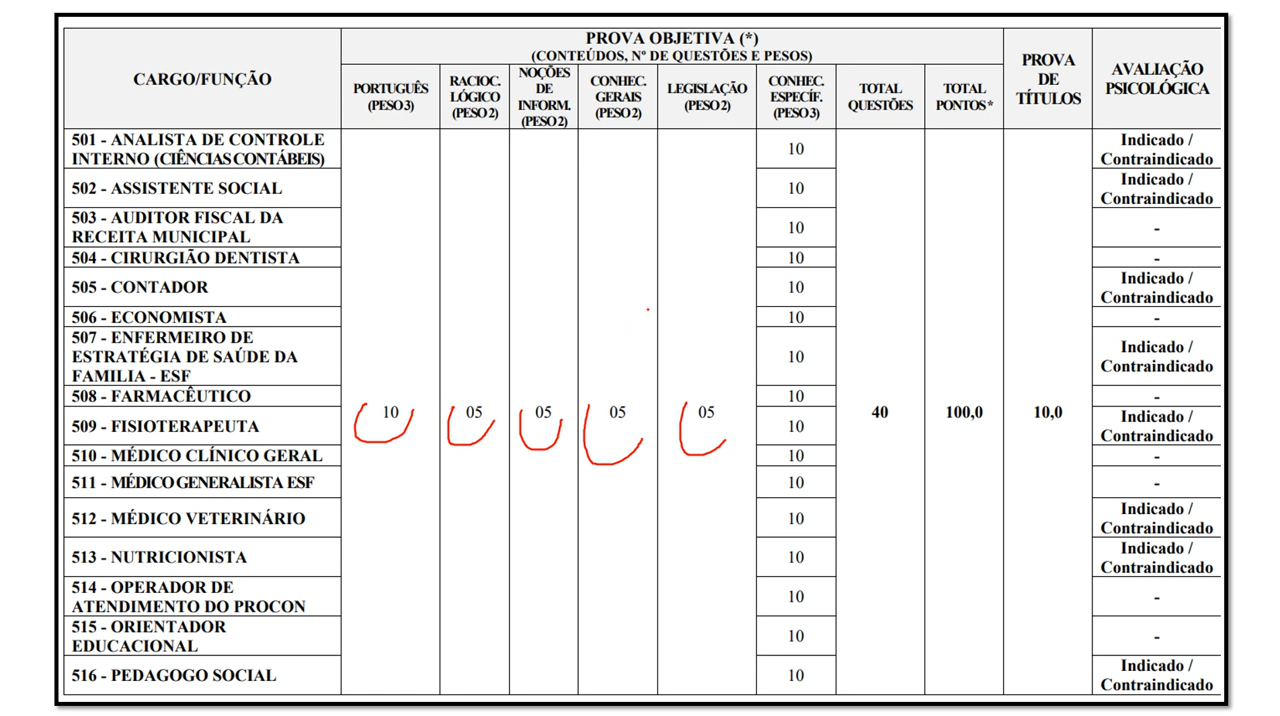 PROVA OBJETIVA (*)
(CONTEÚDOS, Nº DE QUESTÕES E PESOS)
CARGO/FUNÇÃO
PORTUGUÊS
(PESO 3)
RACIOC.
LÓGICO
(PESO 2)
NOÇÕES
DE
INFORM.
(PESO 2)
CONHEC.
GERAIS
(PESO 2)
LEGISLAÇÃO
(PESO 2)
CONHEC.
ESPECÍF.
(PESO 3)
TOTAL
QUESTÕES
TOTAL
PONTOS *
PROVA
DE
TÍTULOS
AVALIAÇÃO
PSICOLÓGICA
501 - ANALISTA DE CONTROLE
INTERNO (CIÊNCIAS CONTÁBEIS)
10
Indicado /
Contraindicado
502 - ASSISTENTE SOCIAL
10
Indicado /
Contraindicado
503 - AUDITOR FISCAL DA
RECEITA MUNICIPAL
10
-
504 - CIRURGIÃO DENTISTA
10
-
505 - CONTADOR
10
Indicado /
Contraindicado
506 - ECONOMISTA
10
-
507 - ENFERMEIRO DE
ESTRATÉGIA DE SAÚDE DA
FAMILIA - ESF
10
Indicado /
Contraindicado
508 - FARMACÊUTICO
10
-
10
05
05
05
05
40
100,0
10,0
509 - FISIOTERAPEUTA
10
Indicado /
Contraindicado
510 - MÉDICO CLÍNICO GERAL
10
-
511 - MÉDICO GENERALISTA ESF
10
-
512 - MÉDICO VETERINÁRIO
10
Indicado /
Contraindicado
513 - NUTRICIONISTA
10
Indicado /
Contraindicado
514 - OPERADOR DE
ATENDIMENTO DO PROCON
10
-
515 - ORIENTADOR
EDUCACIONAL
10
-
516 - PEDAGOGO SOCIAL
10
Indicado /
Contraindicado